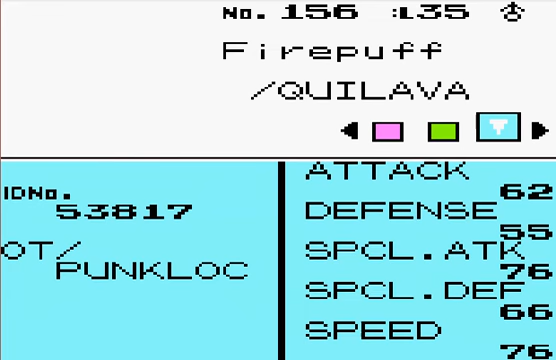 No. 156 :L35
Firepuff
/QUILAVA
IDNo.
53817
OT/
PUNKLOC
ATTACK
62
DEFENSE
55
SPCL.ATK
76
SPCL.DEF
66
SPEED
76